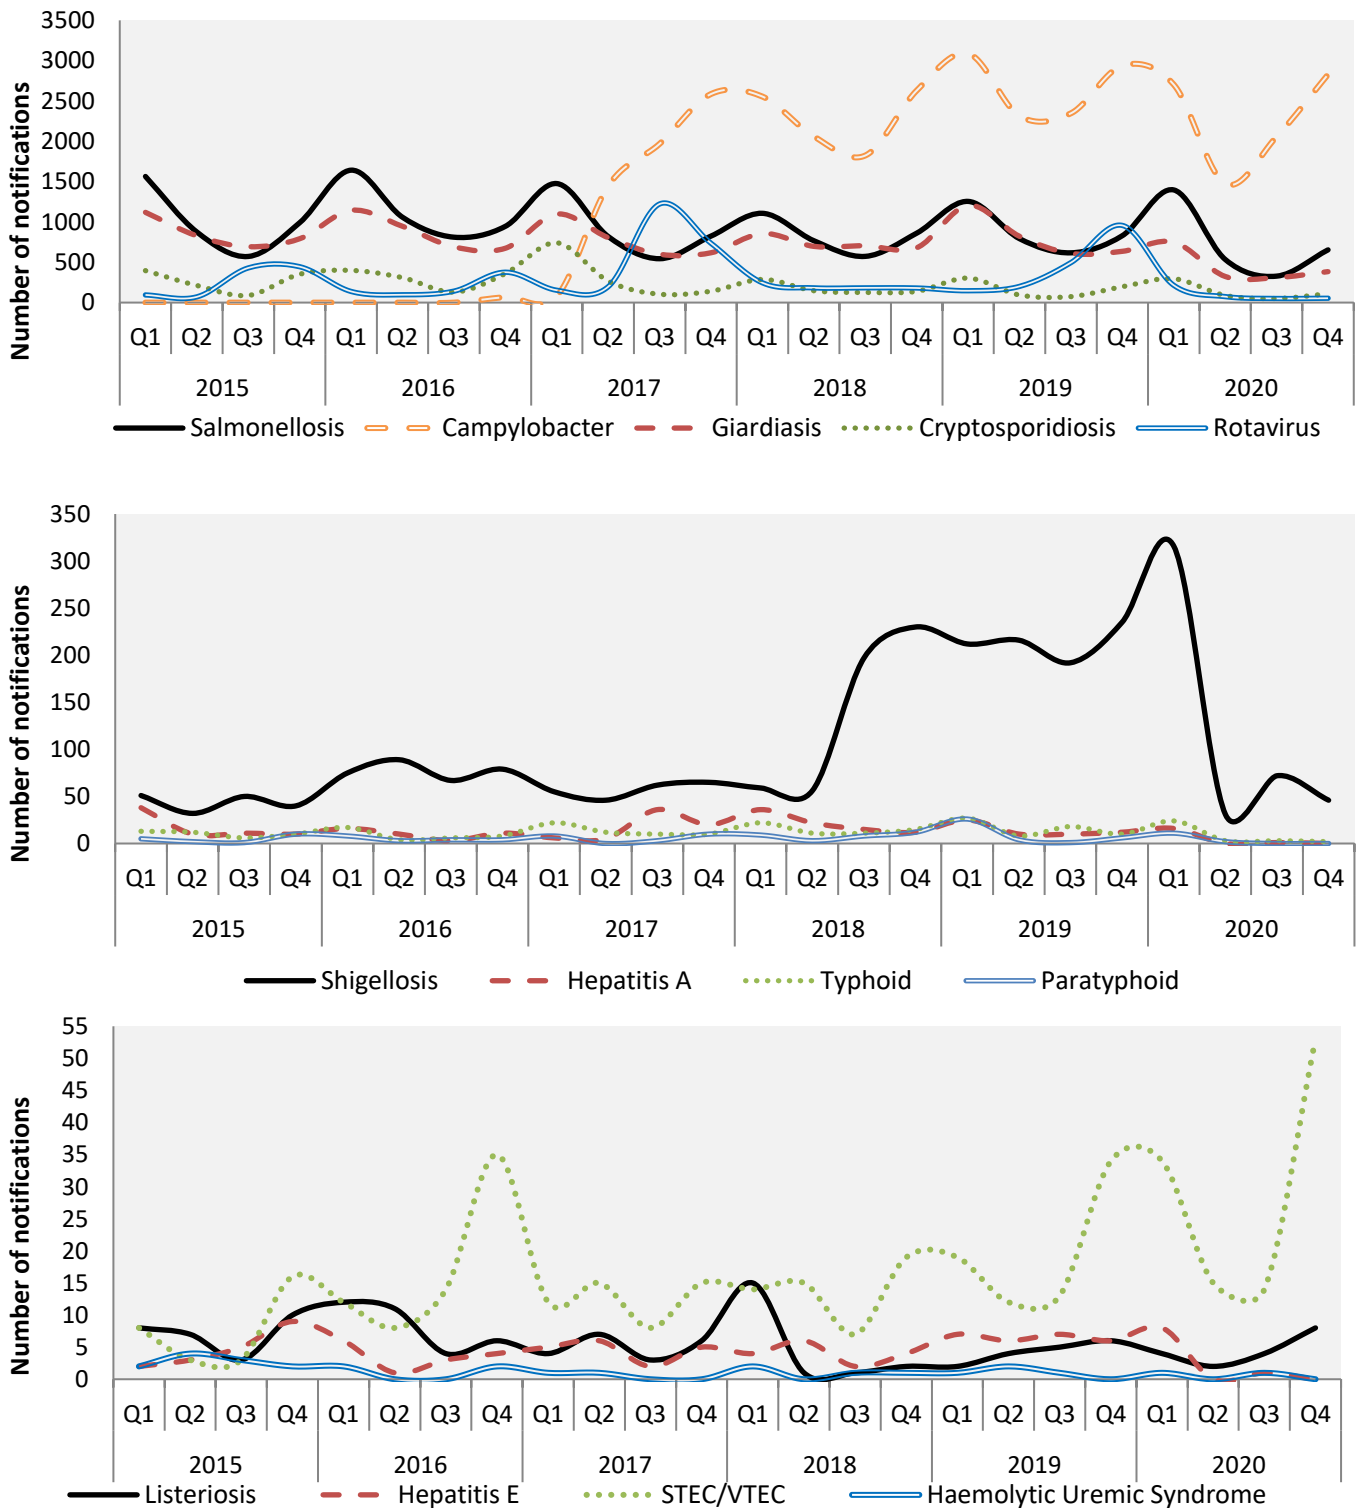 Number of notifications
3500
3000
2500
2000
1500
1000
500
0
Q1 Q2 Q3 Q4 Q1 Q2 Q3 Q4 Q1 Q2 Q3 Q4 Q1 Q2 Q3 Q4 Q1 Q2 Q3 Q4 Q1 Q2 Q3 Q4
2015 2016 2017 2018 2019 2020
Salmonellosis Campylobacter Giardiasis Cryptosporidiosis Rotavirus
Number of notifications
350
300
250
200
150
100
50
0
Q1 Q2 Q3 Q4 Q1 Q2 Q3 Q4 Q1 Q2 Q3 Q4 Q1 Q2 Q3 Q4 Q1 Q2 Q3 Q4 Q1 Q2 Q3 Q4
2015 2016 2017 2018 2019 2020
Shigellosis Hepatitis A Typhoid Paratyphoid
Number of notifications
55
50
45
40
35
30
25
20
15
10
5
0
Q1 Q2 Q3 Q4 Q1 Q2 Q3 Q4 Q1 Q2 Q3 Q4 Q1 Q2 Q3 Q4 Q1 Q2 Q3 Q4 Q1 Q2 Q3 Q4
2015 2016 2017 2018 2019 2020
Listeriosis Hepatitis E STEC/VTEC Haemolytic Uremic Syndrome